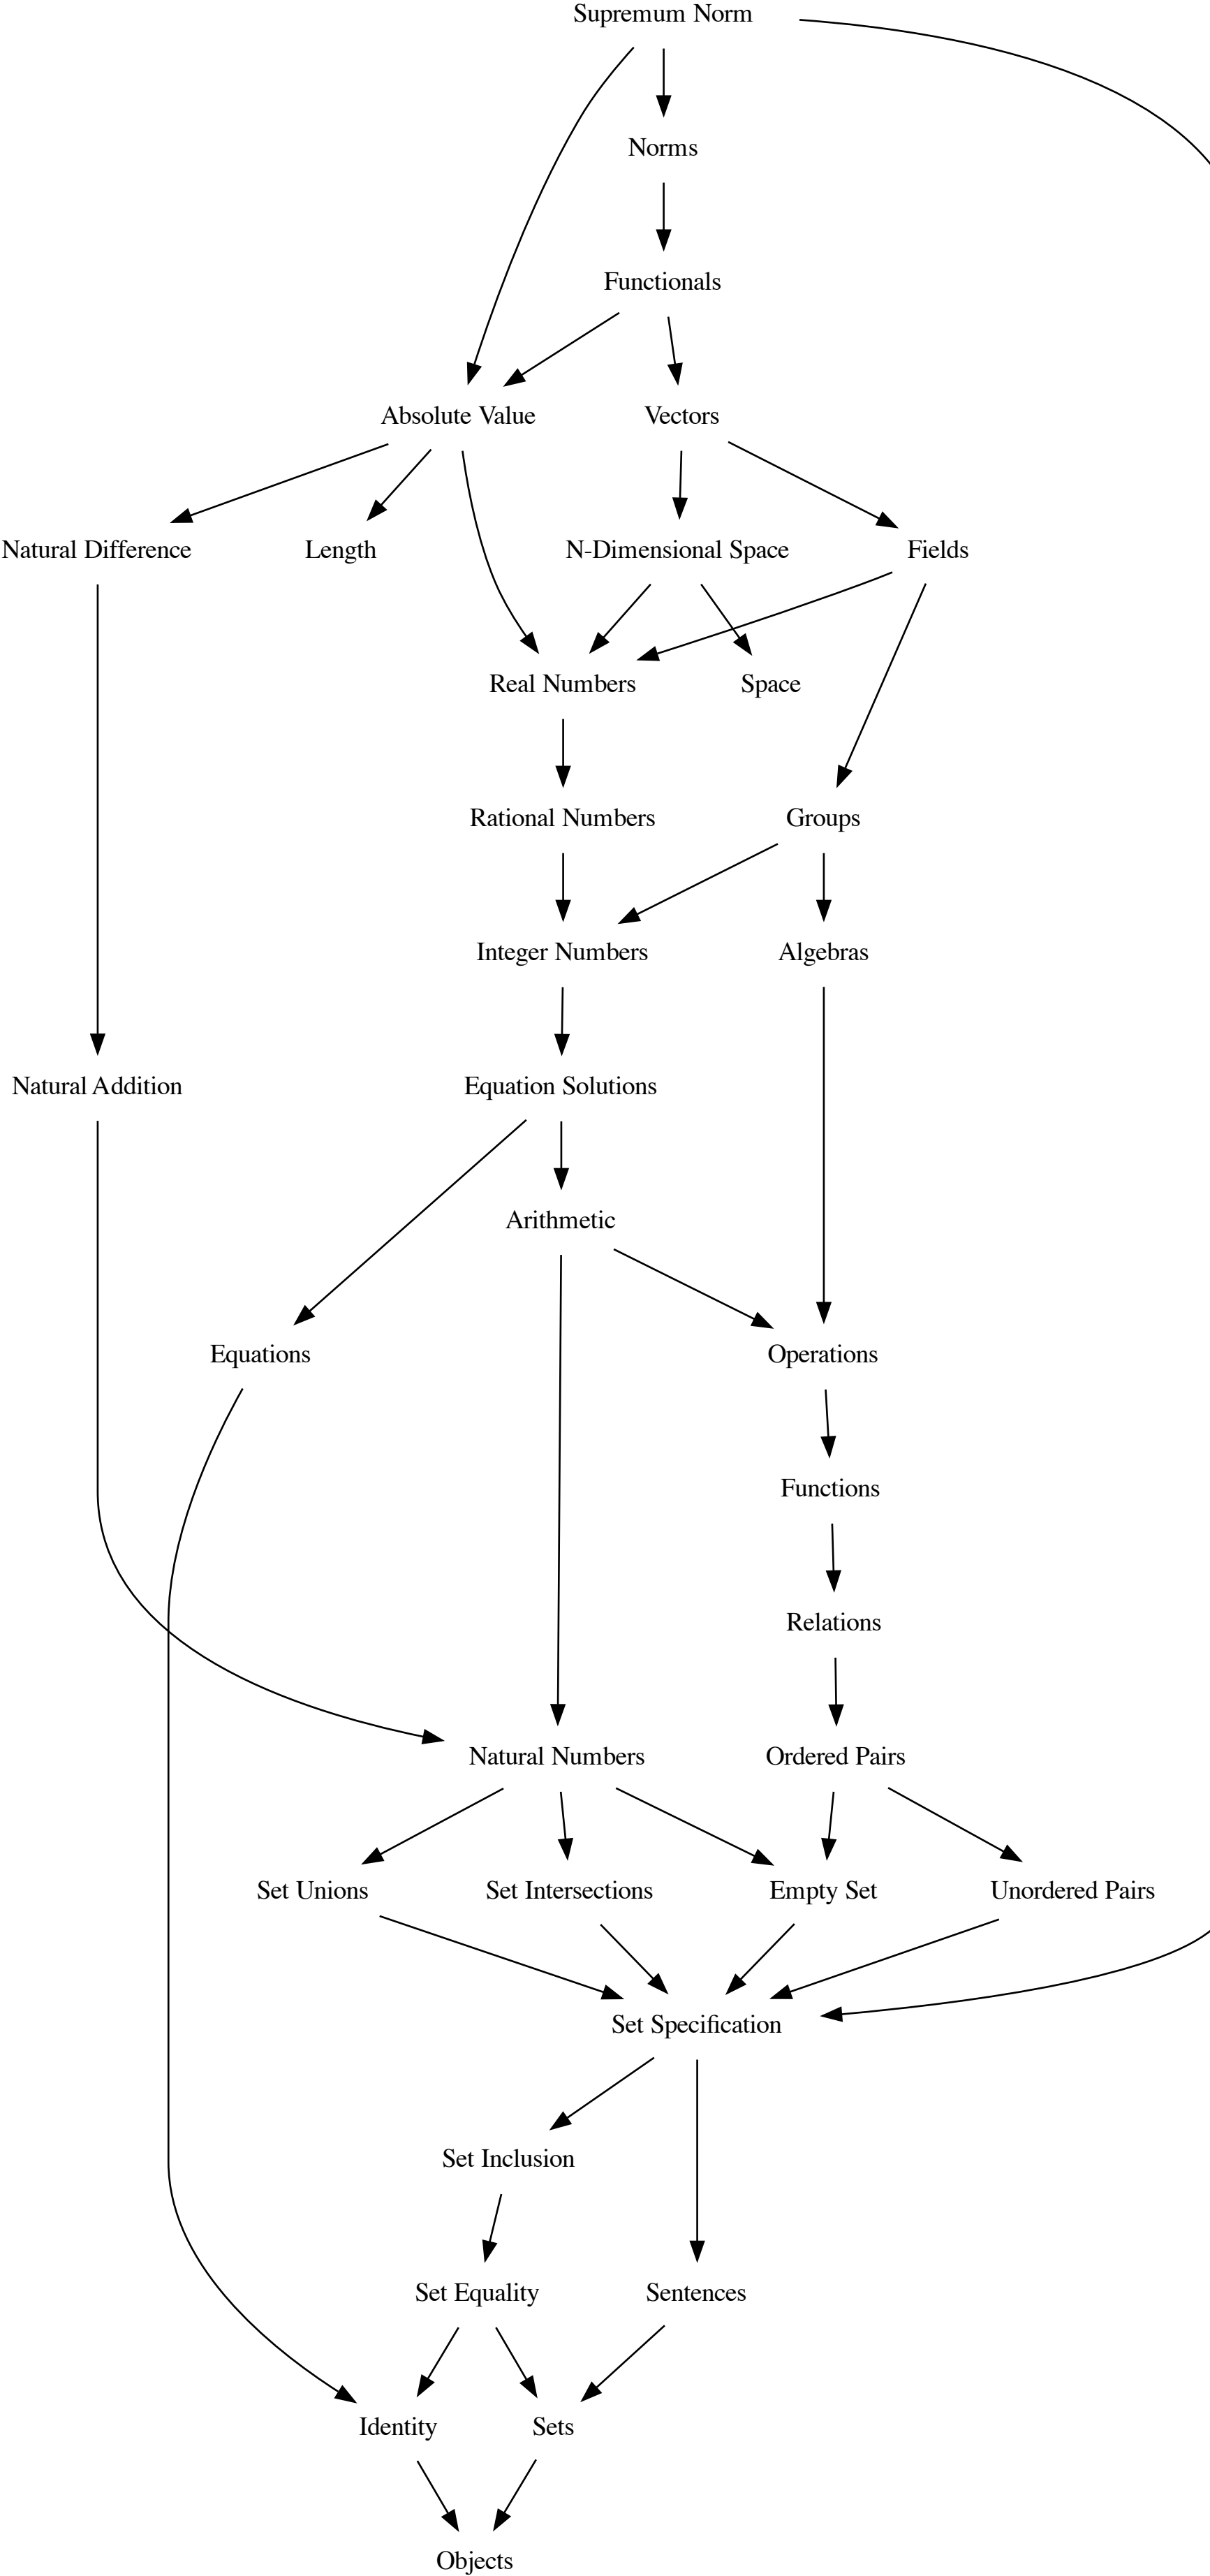 Supremum Norm
Norms
Functionals
Absolute Value
Vectors
Natural Difference
Length
N-Dimensional Space
Fields
Real Numbers
Space
Rational Numbers
Groups
Integer Numbers
Algebras
Natural Addition
Equation Solutions
Arithmetic
Equations
Operations
Functions
Relations
Natural Numbers
Ordered Pairs
Set Unions
Set Intersections
Empty Set
Unordered Pairs
Set Specification
Set Inclusion
Set Equality
Sentences
Identity
Sets
Objects